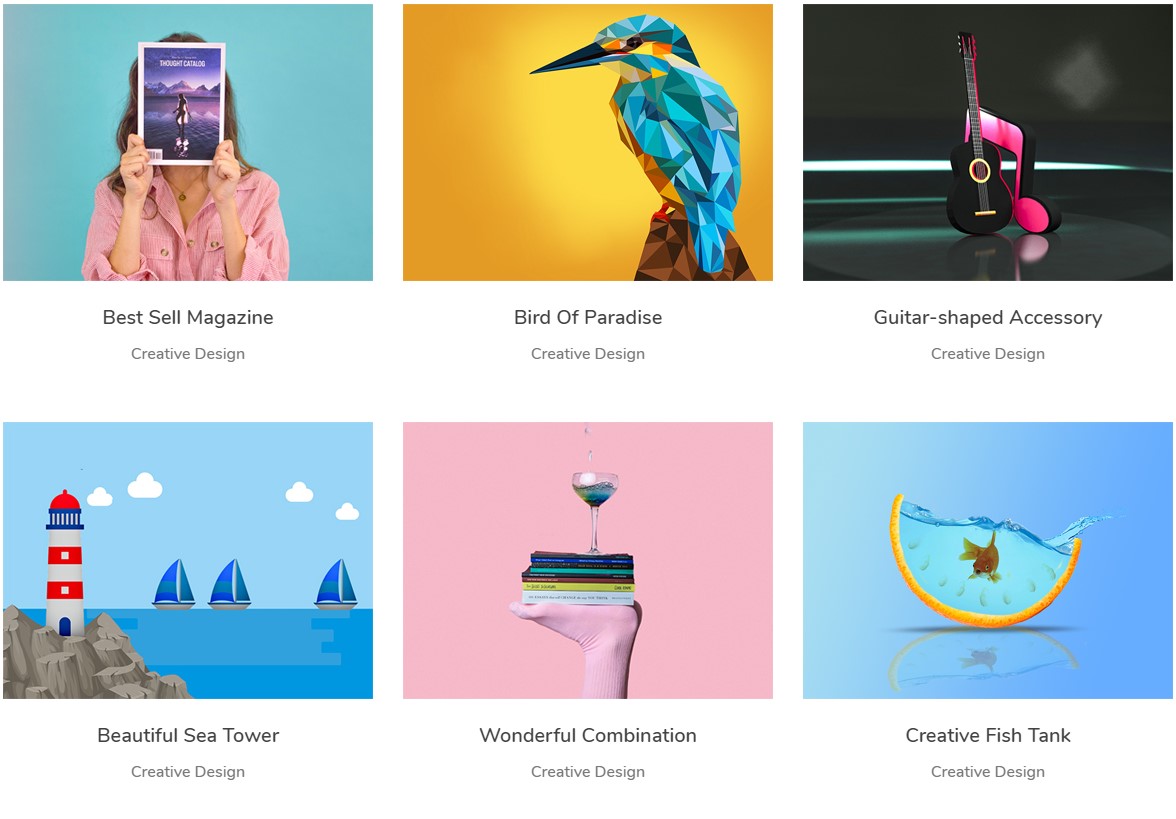 THOUGHT CATALOG
Best Sell Magazine
Bird Of Paradise
Guitar-shaped Accessory
Creative Design
Creative Design
Creative Design
Beautiful Sea Tower
Wonderful Combination
Creative Fish Tank
Creative Design
Creative Design
Creative Design